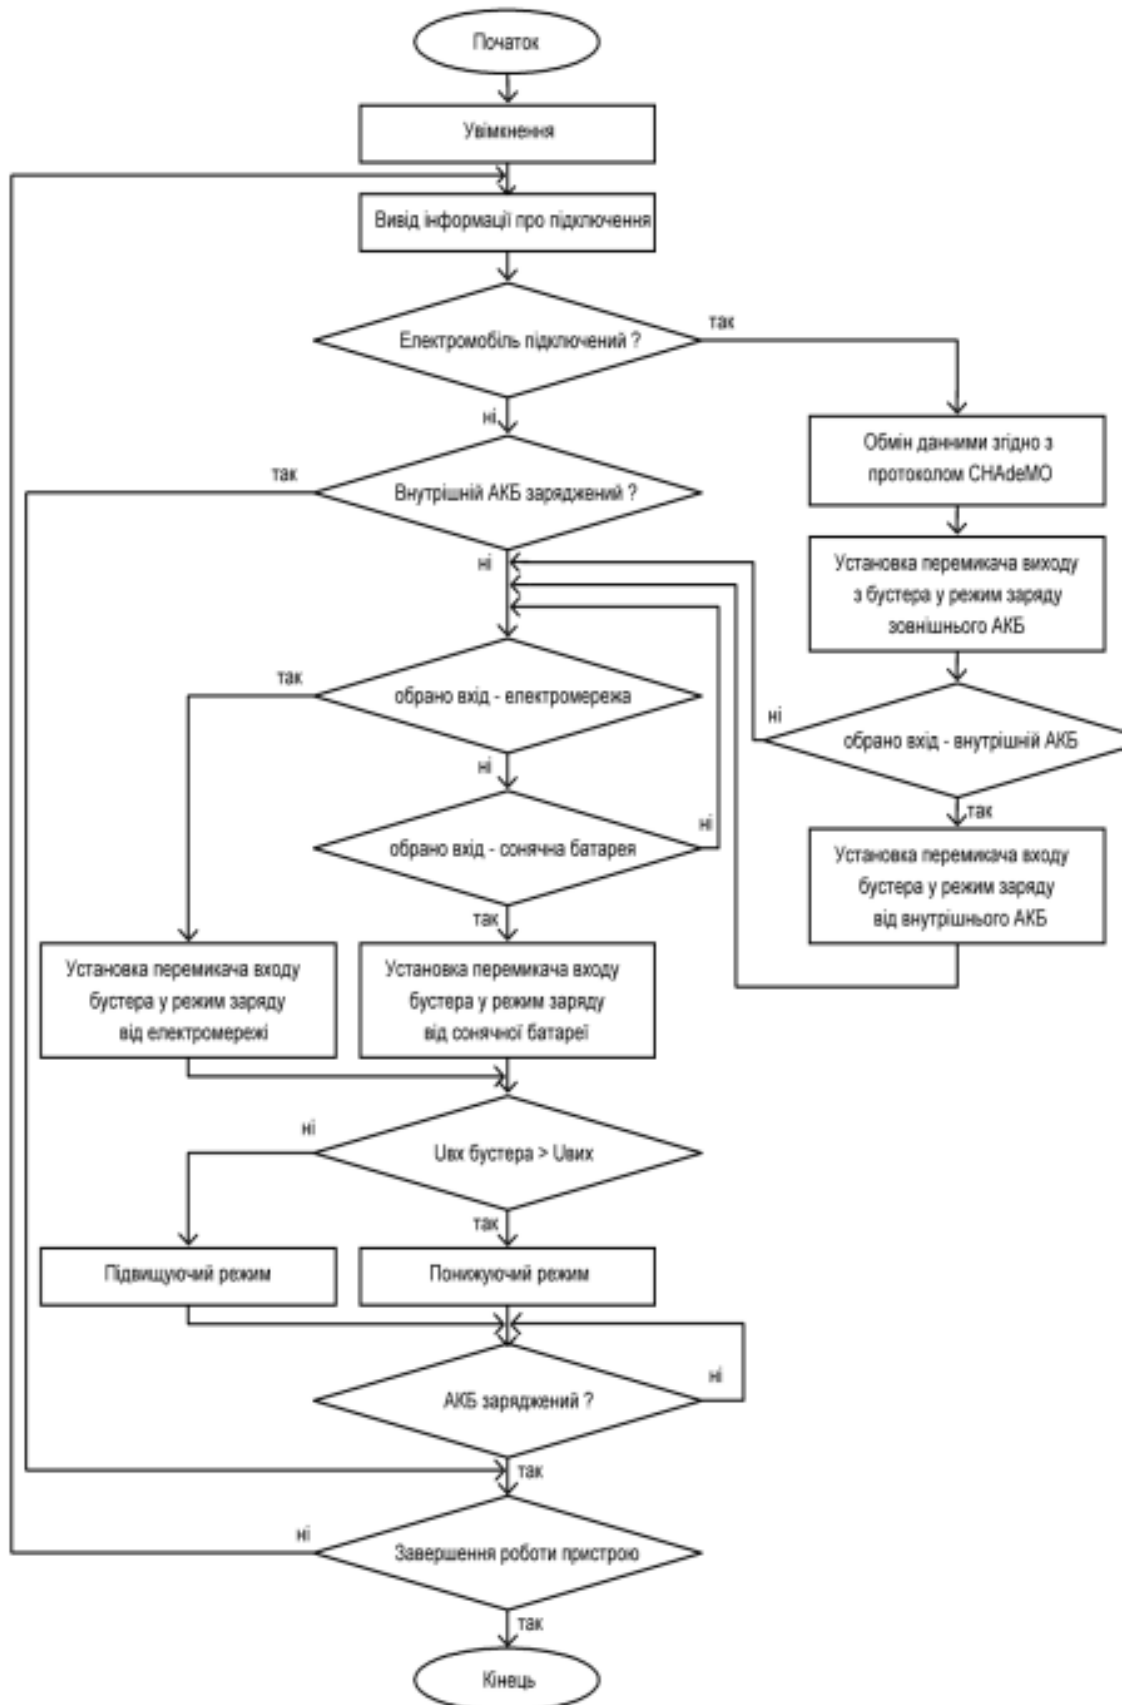 Початок
Увімкнення
Вивід інформації про підключення
Електромобіль підключений ?
так
ні
Обмін данними згідно з
протоколом CHAdeMO
так
Внутрішній АКБ заряджений ?
ні
Установка перемикача виходу
з бустера у режим заряду
зовнішнього АКБ
так
обрано вхід - електромережа
ні
ні
обрано вхід - внутрішній АКБ
так
обрано вхід - сонячна батарея
ні
так
Установка перемикача входу
бустера у режим заряду
від внутрішнього АКБ
Установка перемикача входу
бустера у режим заряду
від електромережі
Установка перемикача входу
бустера у режим заряду
від сонячної батареї
ні
Uвх бустера > Uвих
так
Підвищуючий режим
Понижуючий режим
АКБ заряджений ?
ні
так
ні
Завершення роботи пристрою
так
Кінець